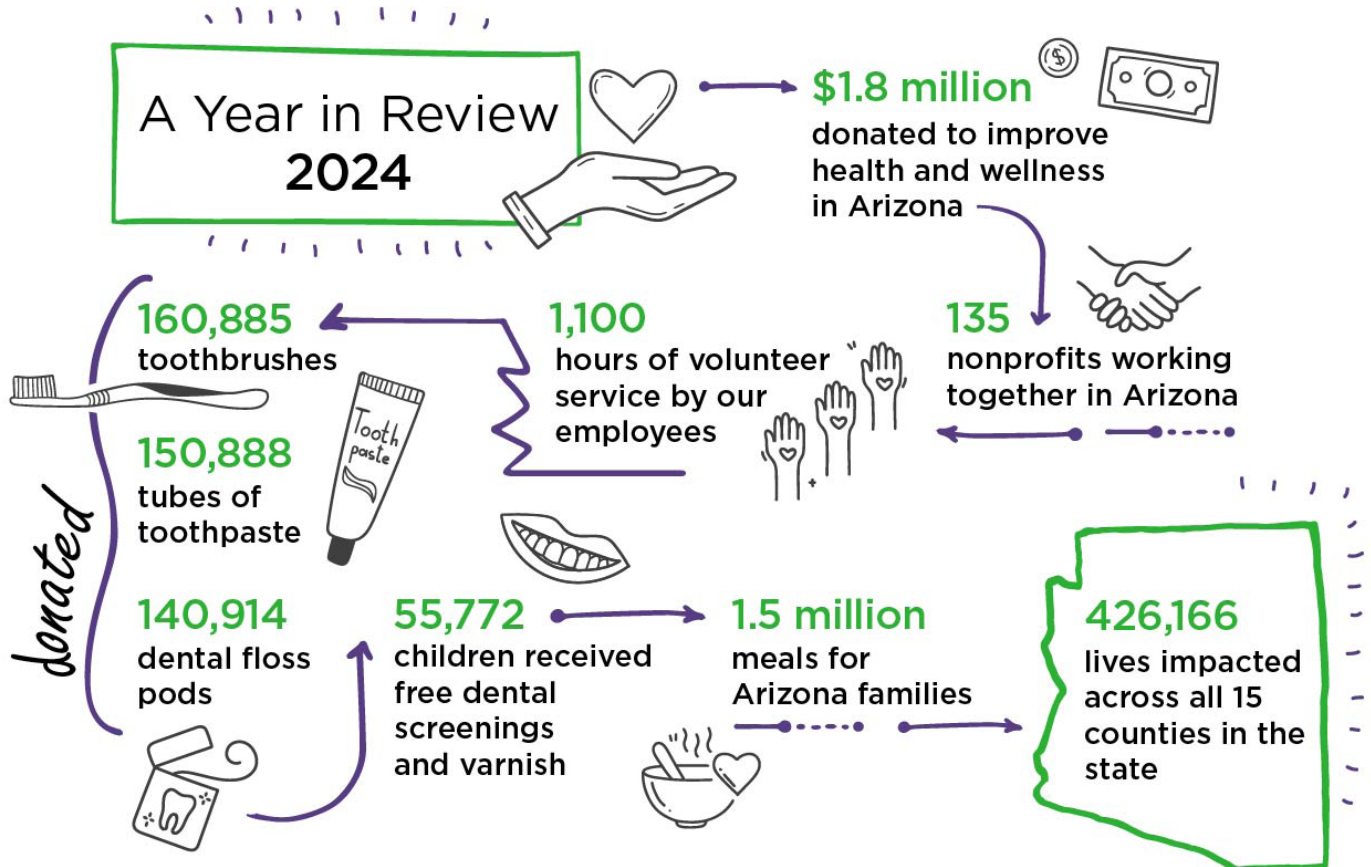 A Year in Review
2024
$1.8 million
donated to improve
health and wellness
in Arizona
135
nonprofits working
together in Arizona
1,100
hours of volunteer
service by our
employees
donated
160,885
toothbrushes
Tooth
paste
150,888
tubes of
toothpaste
140,914
dental floss
pods
55,772
children received
free dental
screenings
and varnish
1.5 million
meals for
Arizona families
426,166
lives impacted
across all 15
counties in the
state